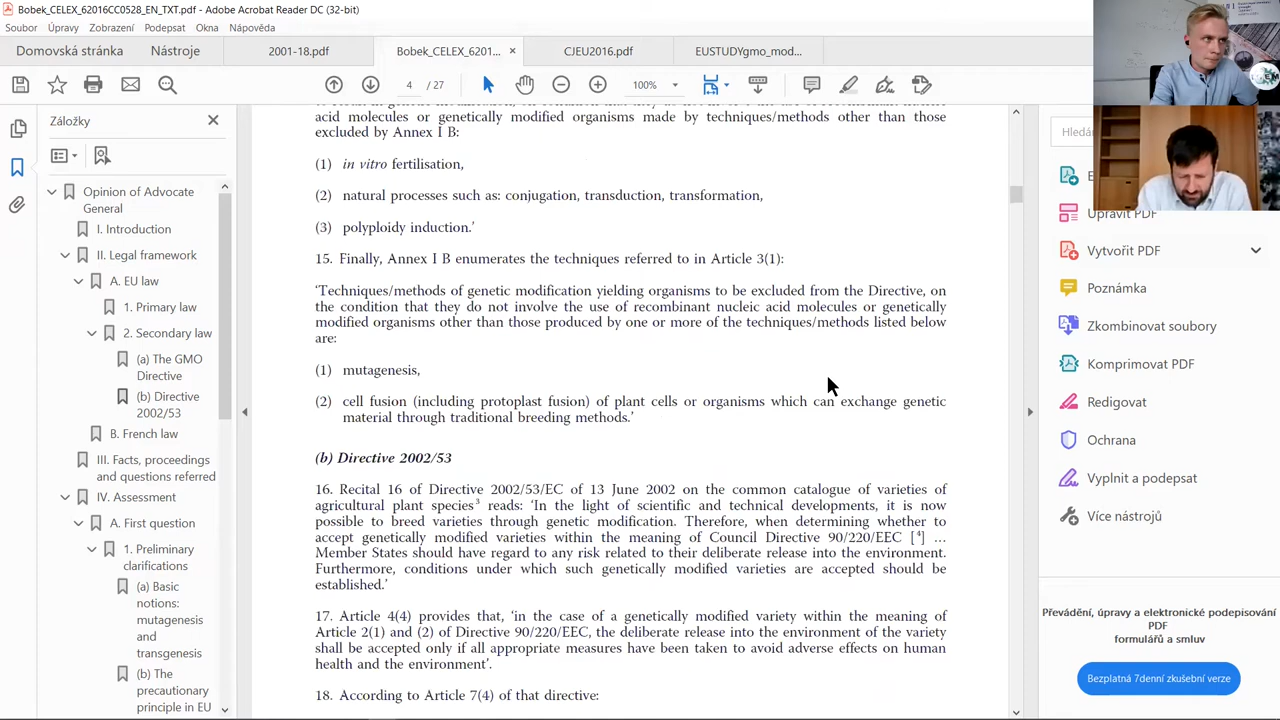 Bobek_CELEX_62016CC0528_EN_TXT.pdf - Adobe Acrobat Reader DC (32-bit)
Soubor Úpravy Zobrazení Podepsat Okna Nápověda
Domovská stránka Nástroje 2001-18.pdf Bobek_CELEX_6201... × CJEU2016.pdf EUSTUDYgmo_mod...
4 / 27 100%
Záložky
Opinion of Advocate
General
I. Introduction
II. Legal framework
A. EU law
1. Primary law
2. Secondary law
(a) The GMO
Directive
(b) Directive
2002/53
B. French law
III. Facts, proceedings
and questions referred
IV. Assessment
A. First question
1. Preliminary
clarifications
(a) Basic
notions:
mutagenesis
and
transgenesis
(b) The
precautionary
principle in EU
acid molecules or genetically modified organisms made by techniques/methods other than those
excluded by Annex I B:
(1) in vitro fertilisation,
(2) natural processes such as: conjugation, transduction, transformation,
(3) polyploidy induction.’
15. Finally, Annex I B enumerates the techniques referred to in Article 3(1):
‘Techniques/methods of genetic modification yielding organisms to be excluded from the Directive, on
the condition that they do not involve the use of recombinant nucleic acid molecules or genetically
modified organisms other than those produced by one or more of the techniques/methods listed below
are:
(1) mutagenesis,
(2) cell fusion (including protoplast fusion) of plant cells or organisms which can exchange genetic
material through traditional breeding methods.’
(b) Directive 2002/53
16. Recital 16 of Directive 2002/53/EC of 13 June 2002 on the common catalogue of varieties of
agricultural plant species³ reads: ‘In the light of scientific and technical developments, it is now
possible to breed varieties through genetic modification. Therefore, when determining whether to
accept genetically modified varieties within the meaning of Council Directive 90/220/EEC [⁴] …
Member States should have regard to any risk related to their deliberate release into the environment.
Furthermore, conditions under which such genetically modified varieties are accepted should be
established.’
17. Article 4(4) provides that, ‘in the case of a genetically modified variety within the meaning of
Article 2(1) and (2) of Directive 90/220/EEC, the deliberate release into the environment of the variety
shall be accepted only if all appropriate measures have been taken to avoid adverse effects on human
health and the environment’.
18. According to Article 7(4) of that directive:
Hledá
Upravit PDF
Vytvořit PDF
Poznámka
Zkombinovat soubory
Komprimovat PDF
Redigovat
Ochrana
Vyplnit a podepsat
Více nástrojů
Převádění, úpravy a elektronické podepisování
PDF
formulářů a smluv
Bezplatná 7denní zkušební verze